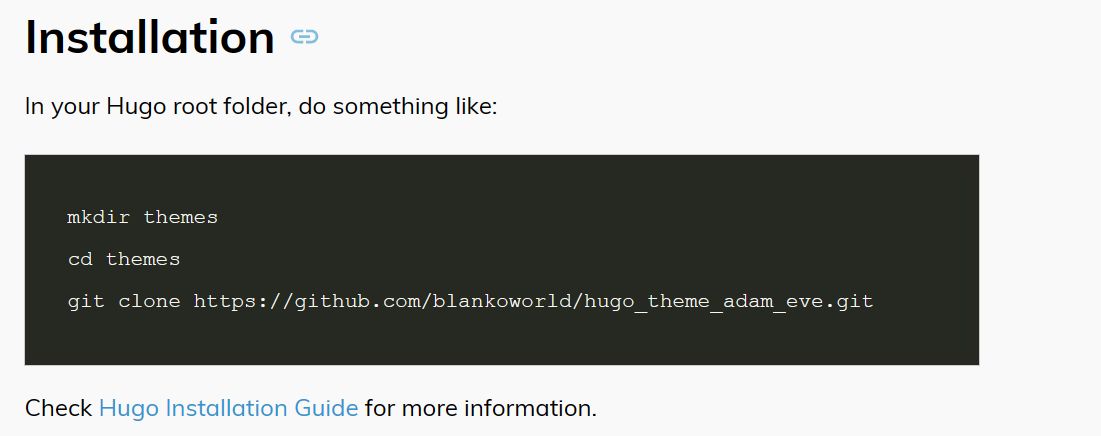 Installation
In your Hugo root folder, do something like:
mkdir themes
cd themes
git clone https://github.com/blankoworld/hugo_theme_adam_eve.git
Check Hugo Installation Guide for more information.